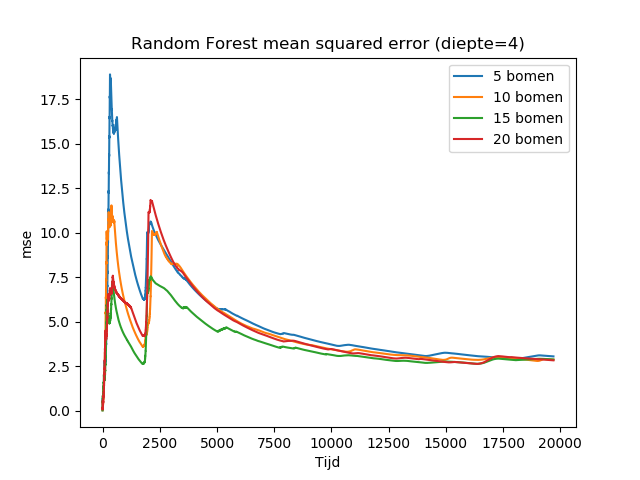 Random Forest mean squared error (diepte=4)
5 bomen
10 bomen
15 bomen
20 bomen
mse
17.5
15.0
12.5
10.0
7.5
5.0
2.5
0.0
0 2500 5000 7500 10000 12500 15000 17500 20000
Tijd